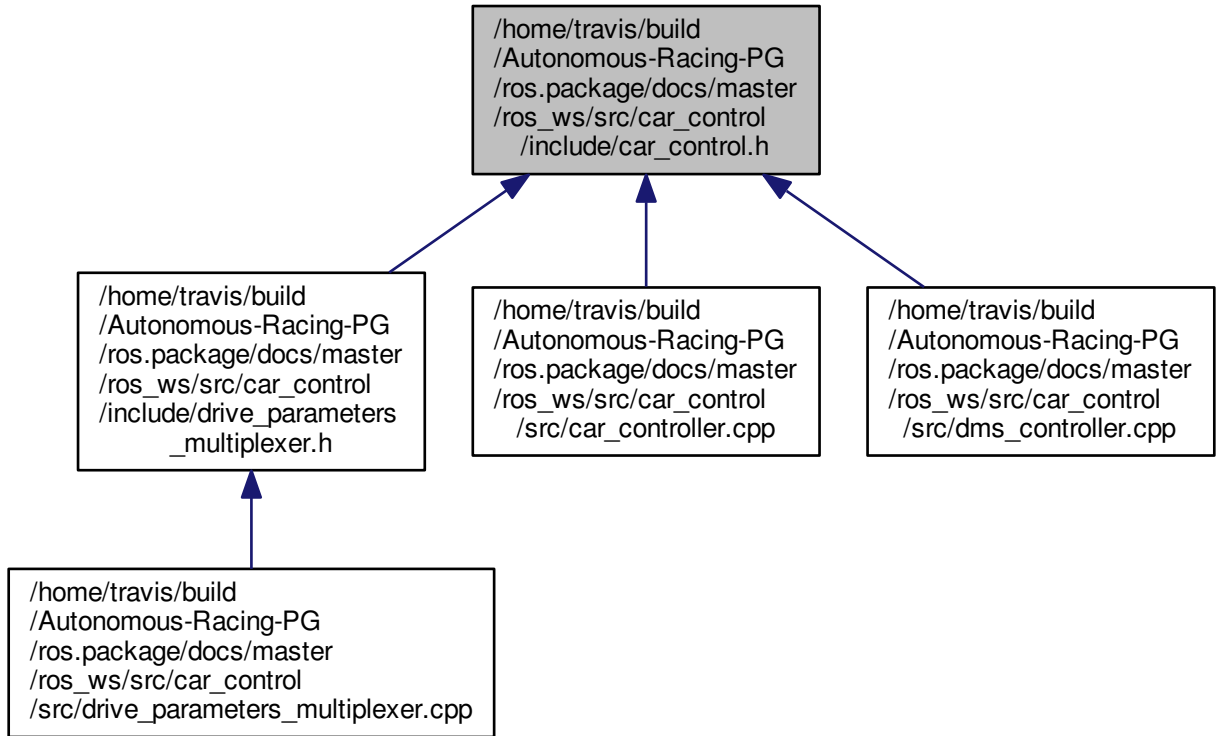 /home/travis/build
/Autonomous-Racing-PG
/ros.package/docs/master
/ros_ws/src/car_control
/include/car_control.h
/home/travis/build
/Autonomous-Racing-PG
/ros.package/docs/master
/ros_ws/src/car_control
/include/drive_parameters
_multiplexer.h
/home/travis/build
/Autonomous-Racing-PG
/ros.package/docs/master
/ros_ws/src/car_control
/src/car_controller.cpp
/home/travis/build
/Autonomous-Racing-PG
/ros.package/docs/master
/ros_ws/src/car_control
/src/dms_controller.cpp
/home/travis/build
/Autonomous-Racing-PG
/ros.package/docs/master
/ros_ws/src/car_control
/src/drive_parameters_multiplexer.cpp